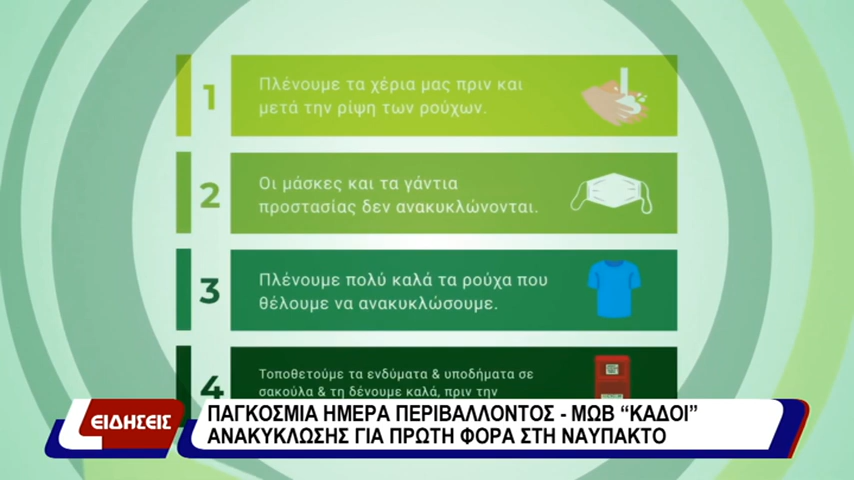 1
Πλένουμε τα χέρια μας πριν και
μετά την ρίψη των ρούχων.
2
Οι μάσκες και τα γάντια
προστασίας δεν ανακυκλώνονται.
3
Πλένουμε πολύ καλά τα ρούχα που
θέλουμε να ανακυκλώσουμε.
4
Τοποθετούμε τα ενδύματα & υποδήματα σε
σακούλα & τη δένουμε καλά, πριν την
ΕΙΔΗΣΕΙΣ
ΠΑΓΚΟΣΜΙΑ ΗΜΕΡΑ ΠΕΡΙΒΑΛΛΟΝΤΟΣ - ΜΩΒ “ΚΑΔΟΙ”
ΑΝΑΚΥΚΛΩΣΗΣ ΓΙΑ ΠΡΩΤΗ ΦΟΡΑ ΣΤΗ ΝΑΥΠΑΚΤΟ